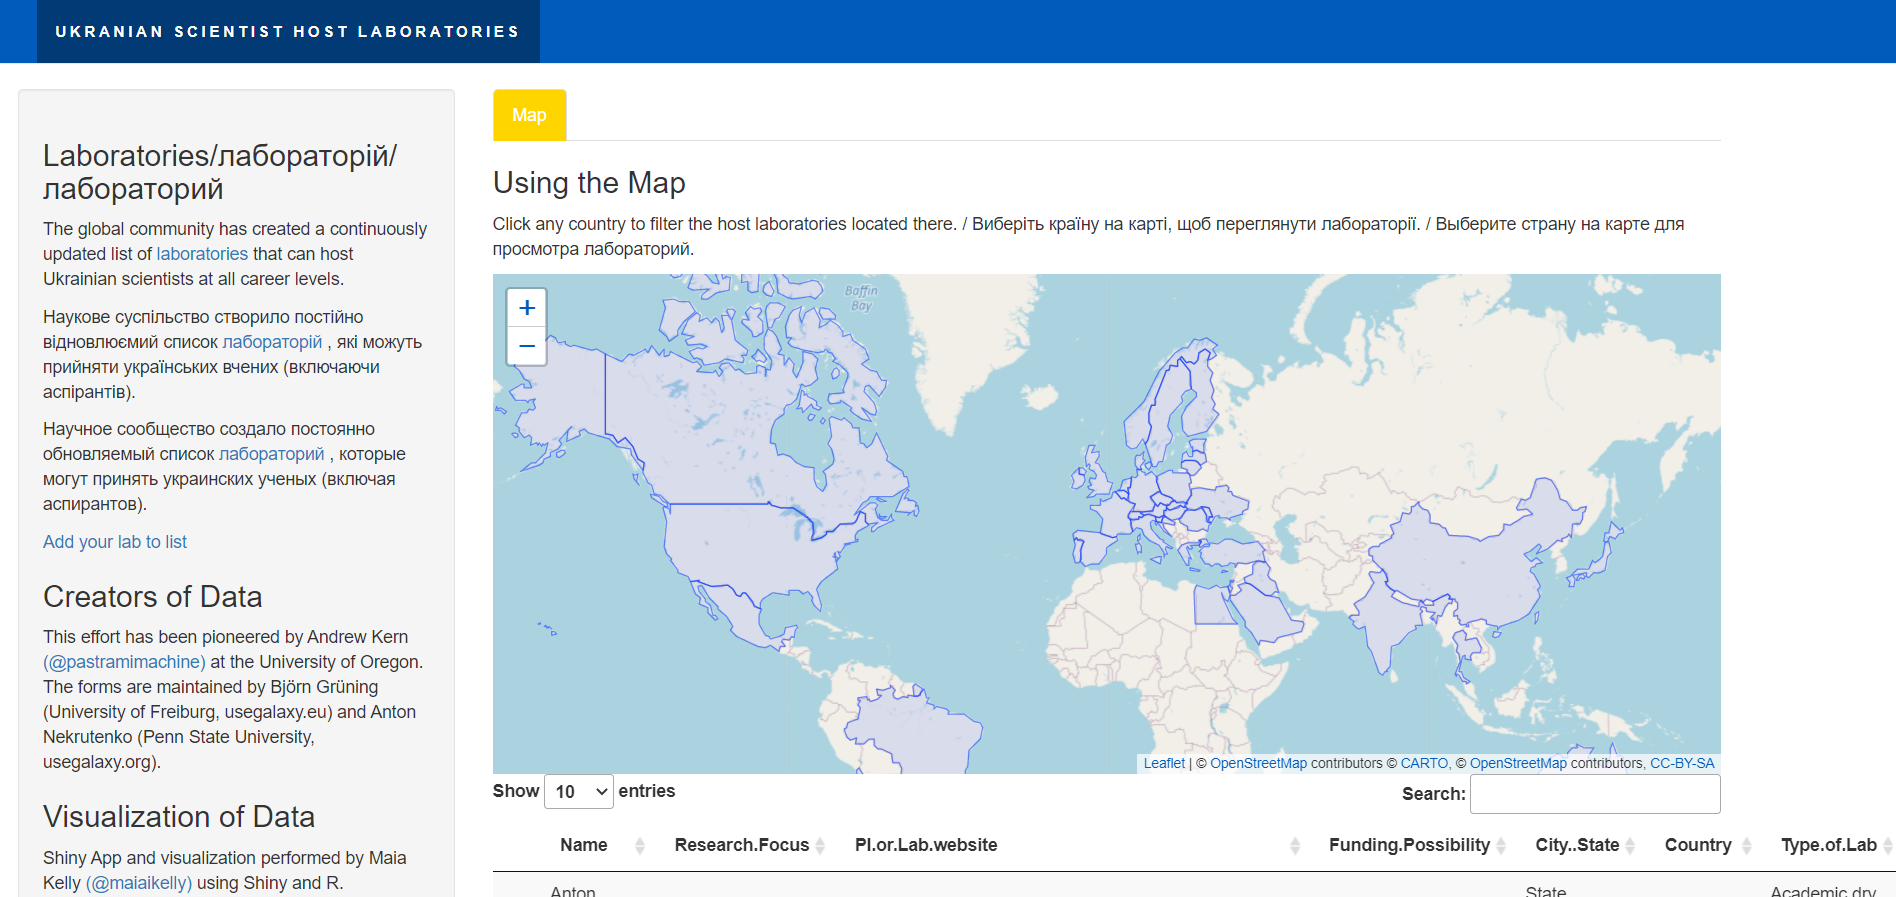 UKRANIAN SCIENTIST HOST LABORATORIES
Laboratories/лабораторій/
лабораторий
The global community has created a continuously
updated list of laboratories that can host
Ukrainian scientists at all career levels.
Наукове суспільство створило постійно
відновлюємий список лабораторій , які можуть
прийняти українських вчених (включаючи
аспірантів).
Научное сообщество создало постоянно
обновляемый список лабораторий , которые
могут принять украинских ученых (включая
аспирантов).
Add your lab to list
Creators of Data
This effort has been pioneered by Andrew Kern
(@pastramimachine) at the University of Oregon.
The forms are maintained by Björn Grüning
(University of Freiburg, usegalaxy.eu) and Anton
Nekrutenko (Penn State University,
usegalaxy.org).
Visualization of Data
Shiny App and visualization performed by Maia
Kelly (@maiaikelly) using Shiny and R.
Map
Using the Map
Click any country to filter the host laboratories located there. / Виберіть країну на карті, щоб переглянути лабораторії. / Выберите страну на карте для
просмотра лабораторий.
+
−
Baffin
Bay
Leaflet | © OpenStreetMap contributors © CARTO, © OpenStreetMap contributors, CC-BY-SA
Show 10 entries
Search:
Name Research.Focus PI.or.Lab.website Funding.Possibility City..State Country Type.of.Lab
Anton State Academic dry